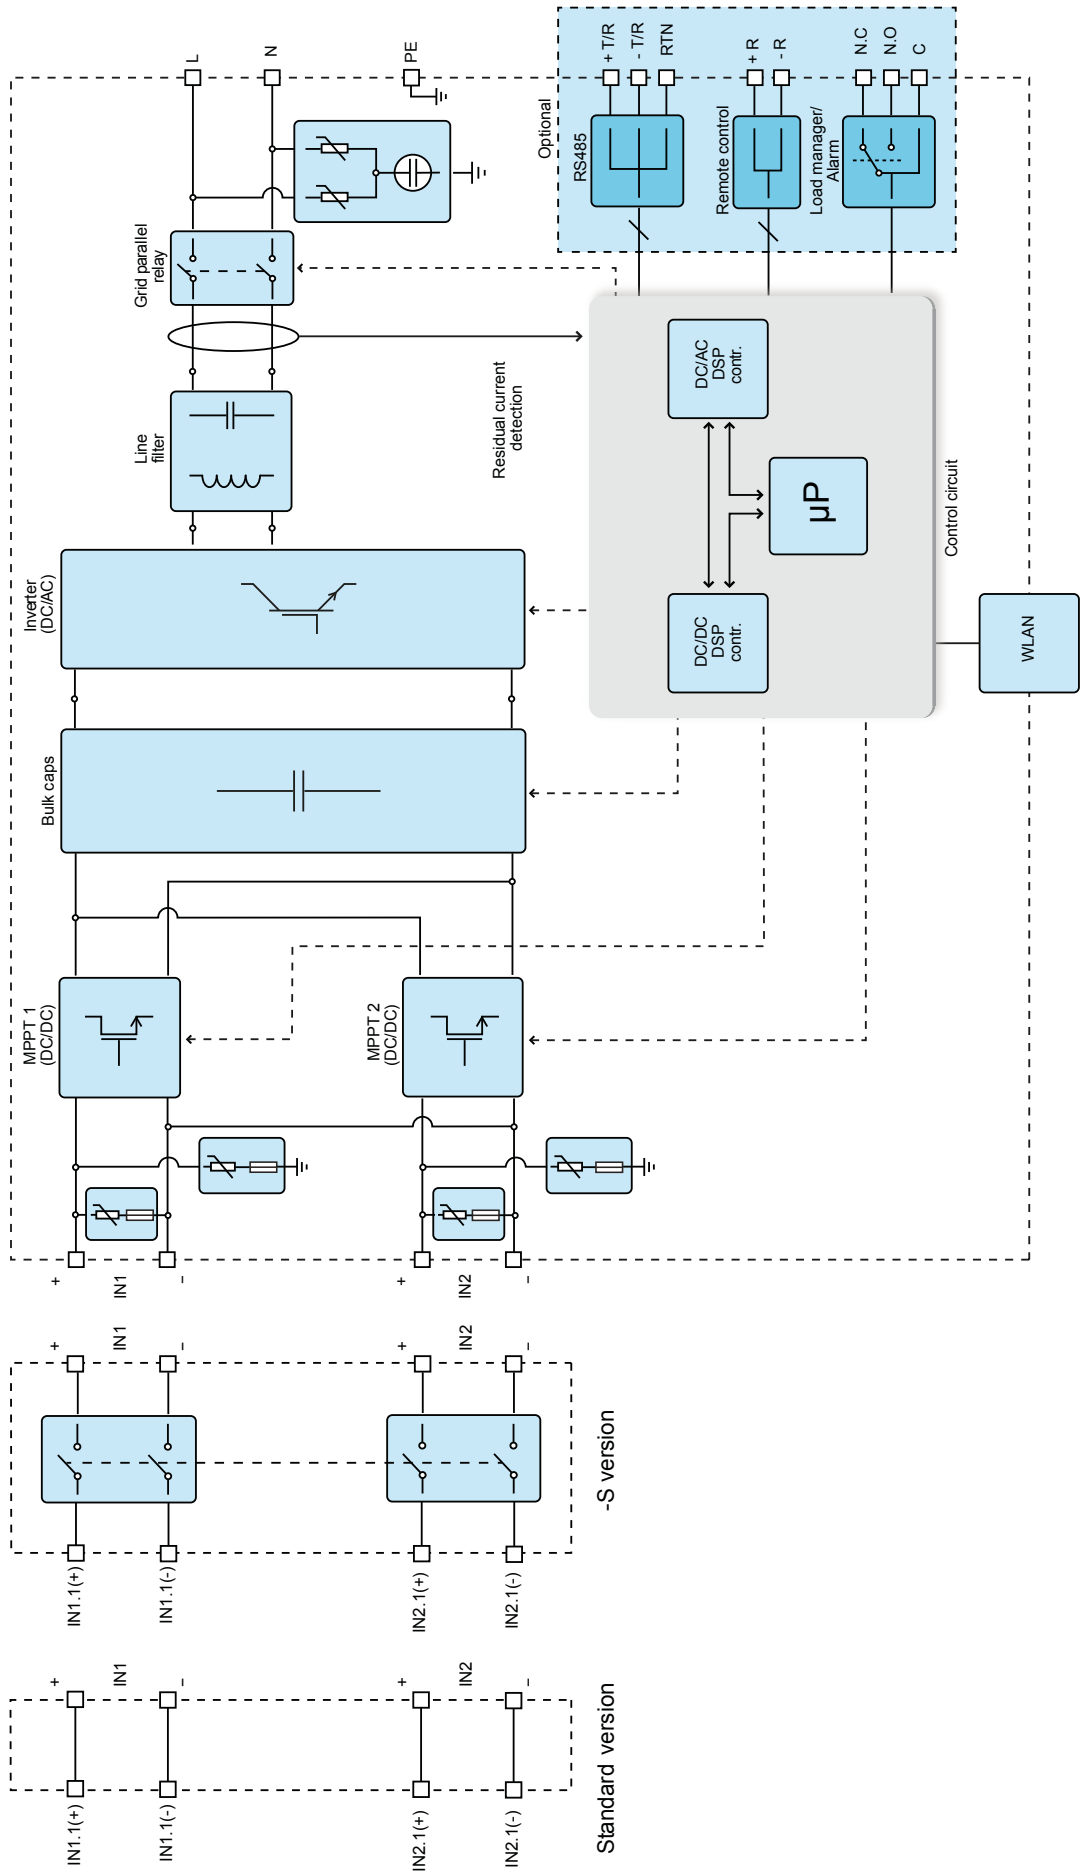 Standard version
IN1.1(+)
IN1.1(-)
IN2.1(+)
IN2.1(-)
+
IN1
–
+
IN2
–
-S version
IN1.1(+)
IN1.1(-)
IN2.1(+)
IN2.1(-)
+
IN1
–
+
IN2
–
+
IN1
–
+
IN2
–
MPPT 1
(DC/DC)
MPPT 2
(DC/DC)
Bulk caps
Inverter
(DC/AC)
Line
filter
Grid parallel
relay
Residual current
detection
L
N
PE
Optional
RS485
+ T/R
- T/R
RTN
Remote control
+ R
- R
Load manager/
Alarm
N.C
N.O
C
DC/DC
DSP
contr.
DC/AC
DSP
contr.
µP
Control circuit
WLAN